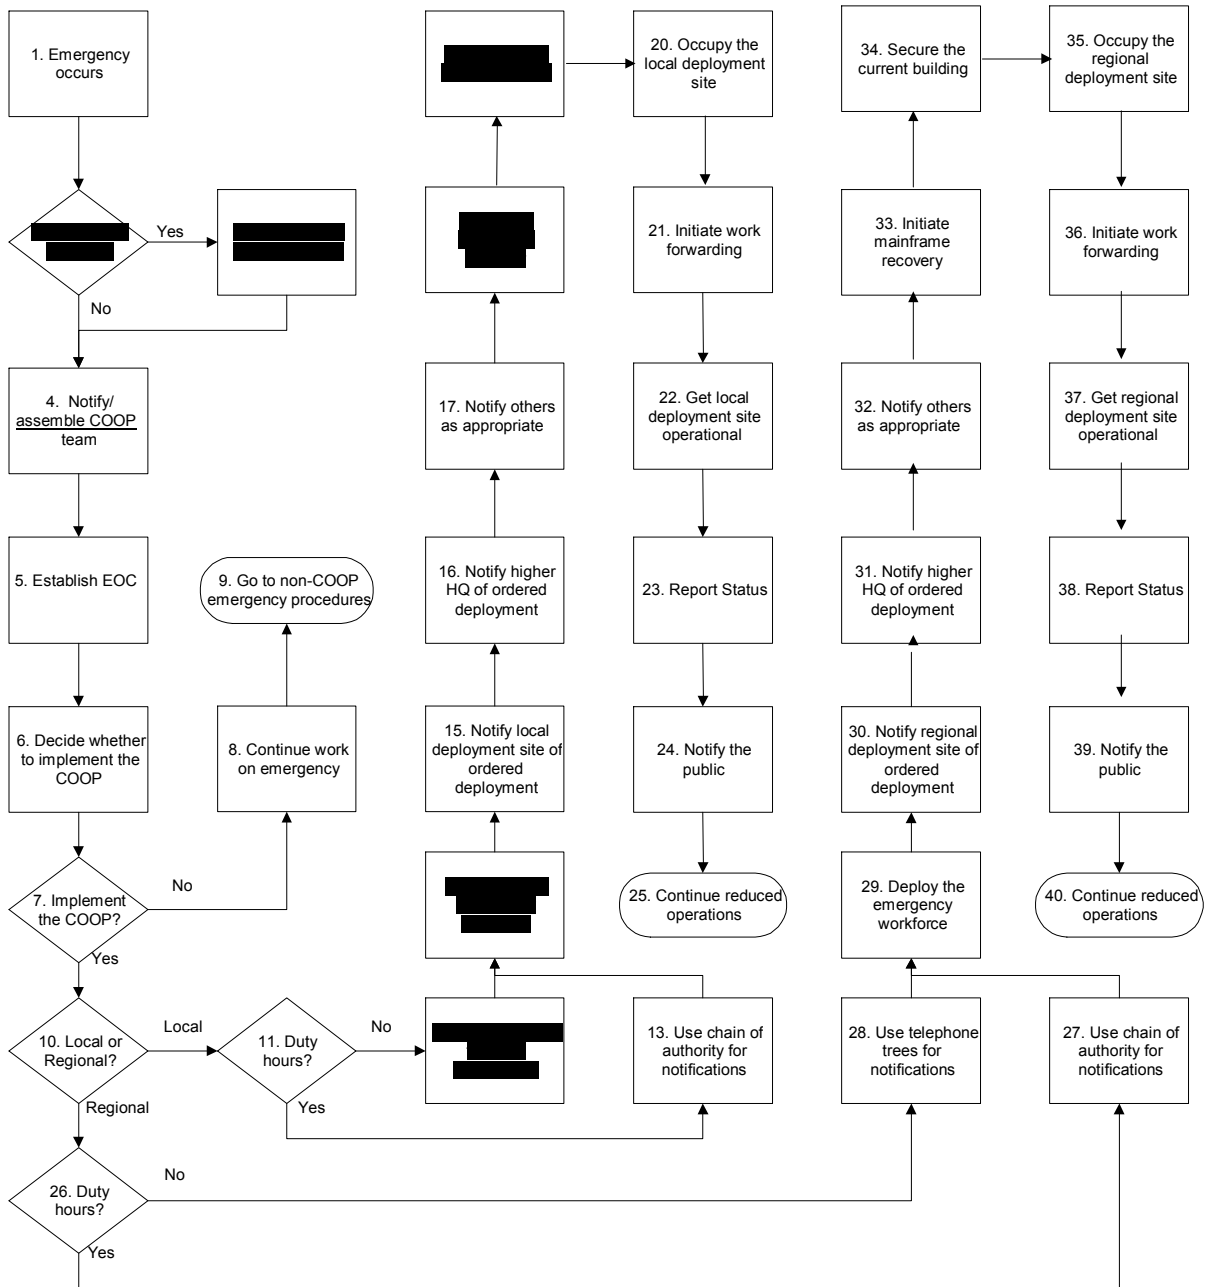 1. Emergency
occurs
Yes
No
4. Notify/
assemble COOP
team
5. Establish EOC
6. Decide whether
to implement the
COOP
7. Implement
the COOP?
No
Yes
8. Continue work
on emergency
9. Go to non-COOP
emergency procedures
10. Local or
Regional?
Local
Regional
11. Duty
hours?
No
Yes
13. Use chain of
authority for
notifications
15. Notify local
deployment site of
ordered
deployment
16. Notify higher
HQ of ordered
deployment
17. Notify others
as appropriate
20. Occupy the
local deployment
site
21. Initiate work
forwarding
22. Get local
deployment site
operational
23. Report Status
24. Notify the
public
25. Continue reduced
operations
26. Duty
hours?
No
Yes
27. Use chain of
authority for
notifications
28. Use telephone
trees for
notifications
29. Deploy the
emergency
workforce
30. Notify regional
deployment site of
ordered
deployment
31. Notify higher
HQ of ordered
deployment
32. Notify others
as appropriate
33. Initiate
mainframe
recovery
34. Secure the
current building
35. Occupy the
regional
deployment site
36. Initiate work
forwarding
37. Get regional
deployment site
operational
38. Report Status
39. Notify the
public
40. Continue reduced
operations